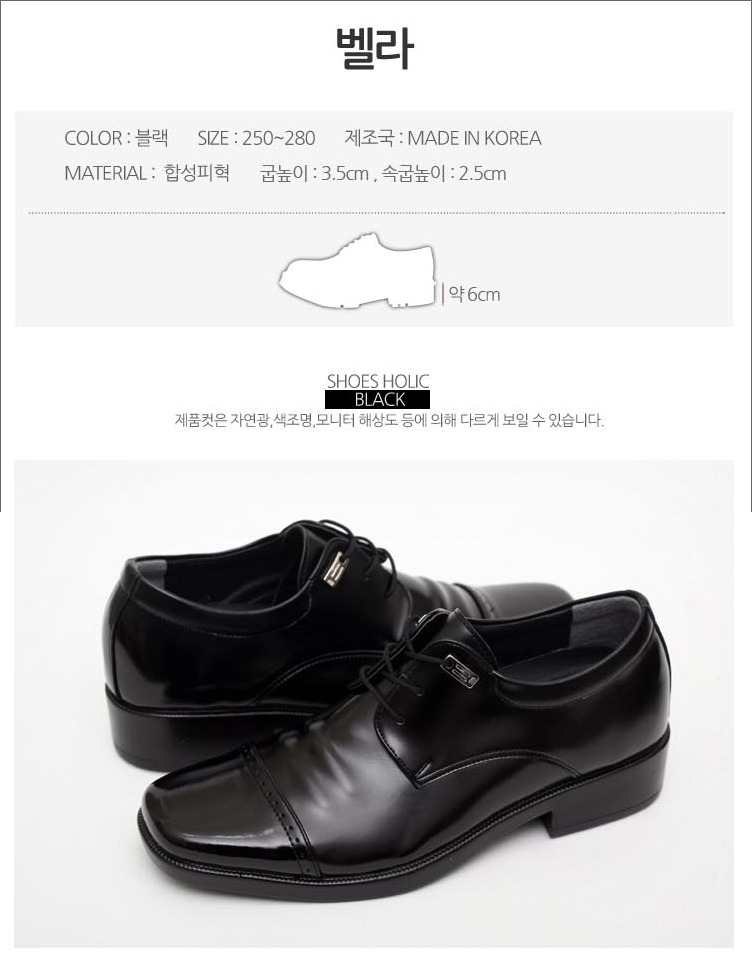 벨라
COLOR : 블랙 SIZE : 250~280 제조국 : MADE IN KOREA
MATERIAL : 합성피혁 굽높이 : 3.5cm , 속굽높이 : 2.5cm
약 6cm
SHOES HOLIC
BLACK
제품컷은 자연광,색조명,모니터 해상도 등에 의해 다르게 보일 수 있습니다.